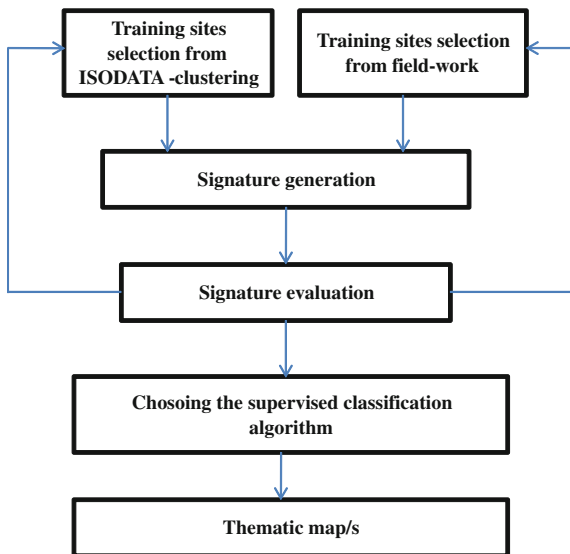 Training sites
selection from
ISODATA -clustering
Training sites selection
from field-work
Signature generation
Signature evaluation
Chosoing the supervised classification
algorithm
Thematic map/s